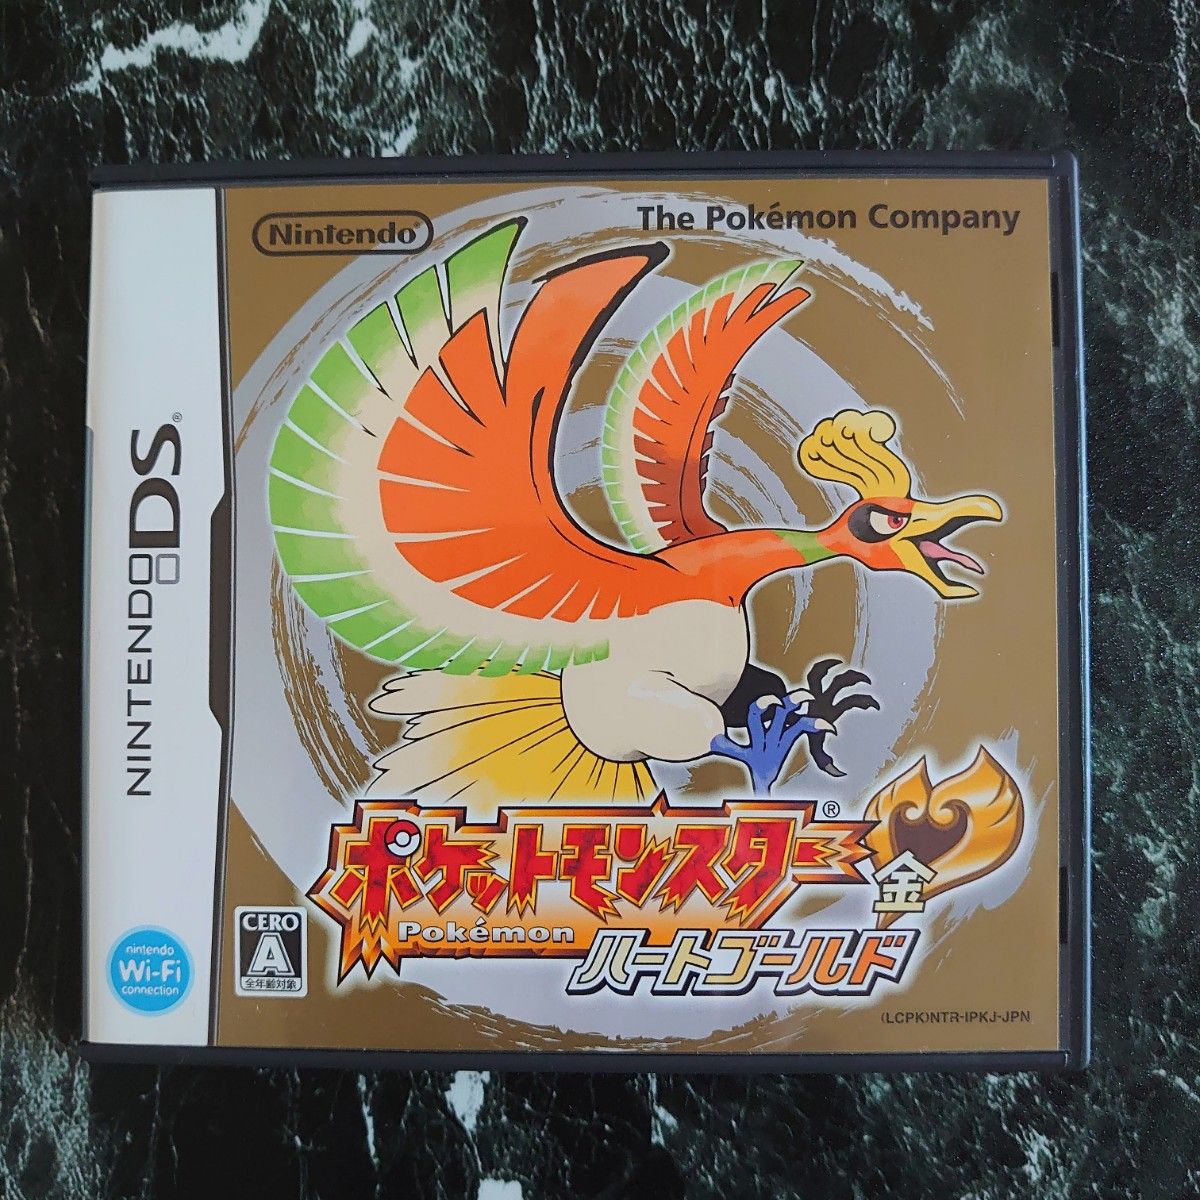 Nintendo®
The Pokémon Company
NINTENDO DS®
ポケットモンスター®
Pokémon
金
ハートゴールド
CERO
A
全年齢対象
nintendo
Wi-Fi
connection
(LCPK)NTR-IPKJ-JPN